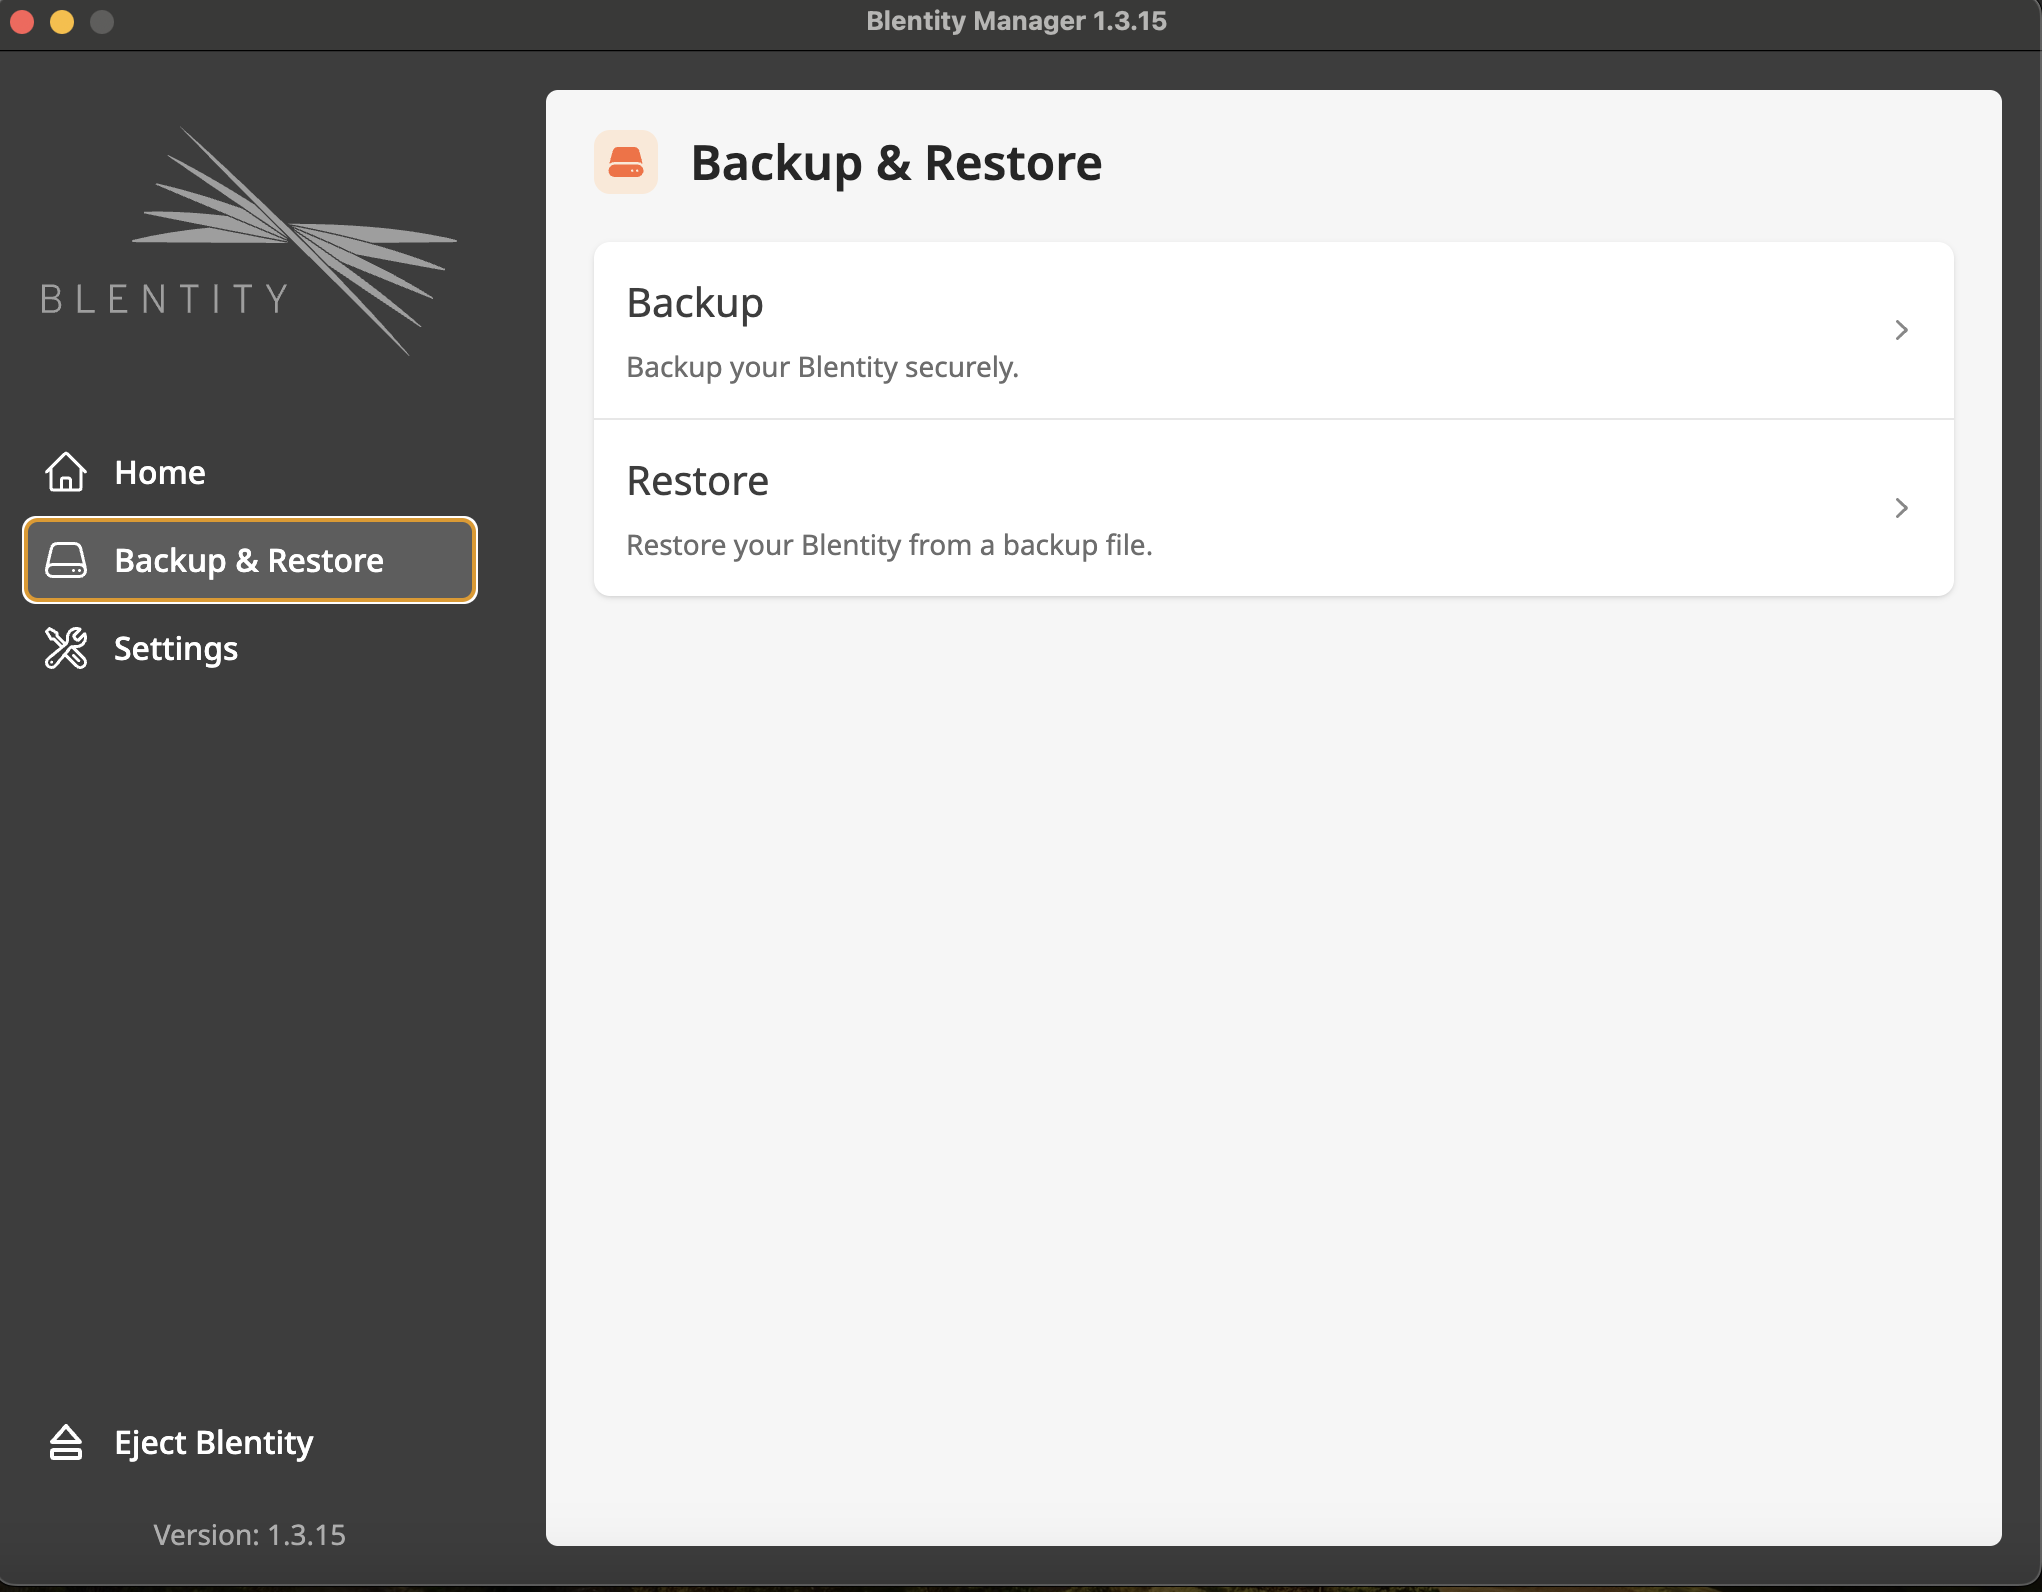 Blentity Manager 1.3.15
BLENTITY
Home
Backup & Restore
Settings
Eject Blentity
Version: 1.3.15
Backup & Restore
Backup
Backup your Blentity securely.
Restore
Restore your Blentity from a backup file.